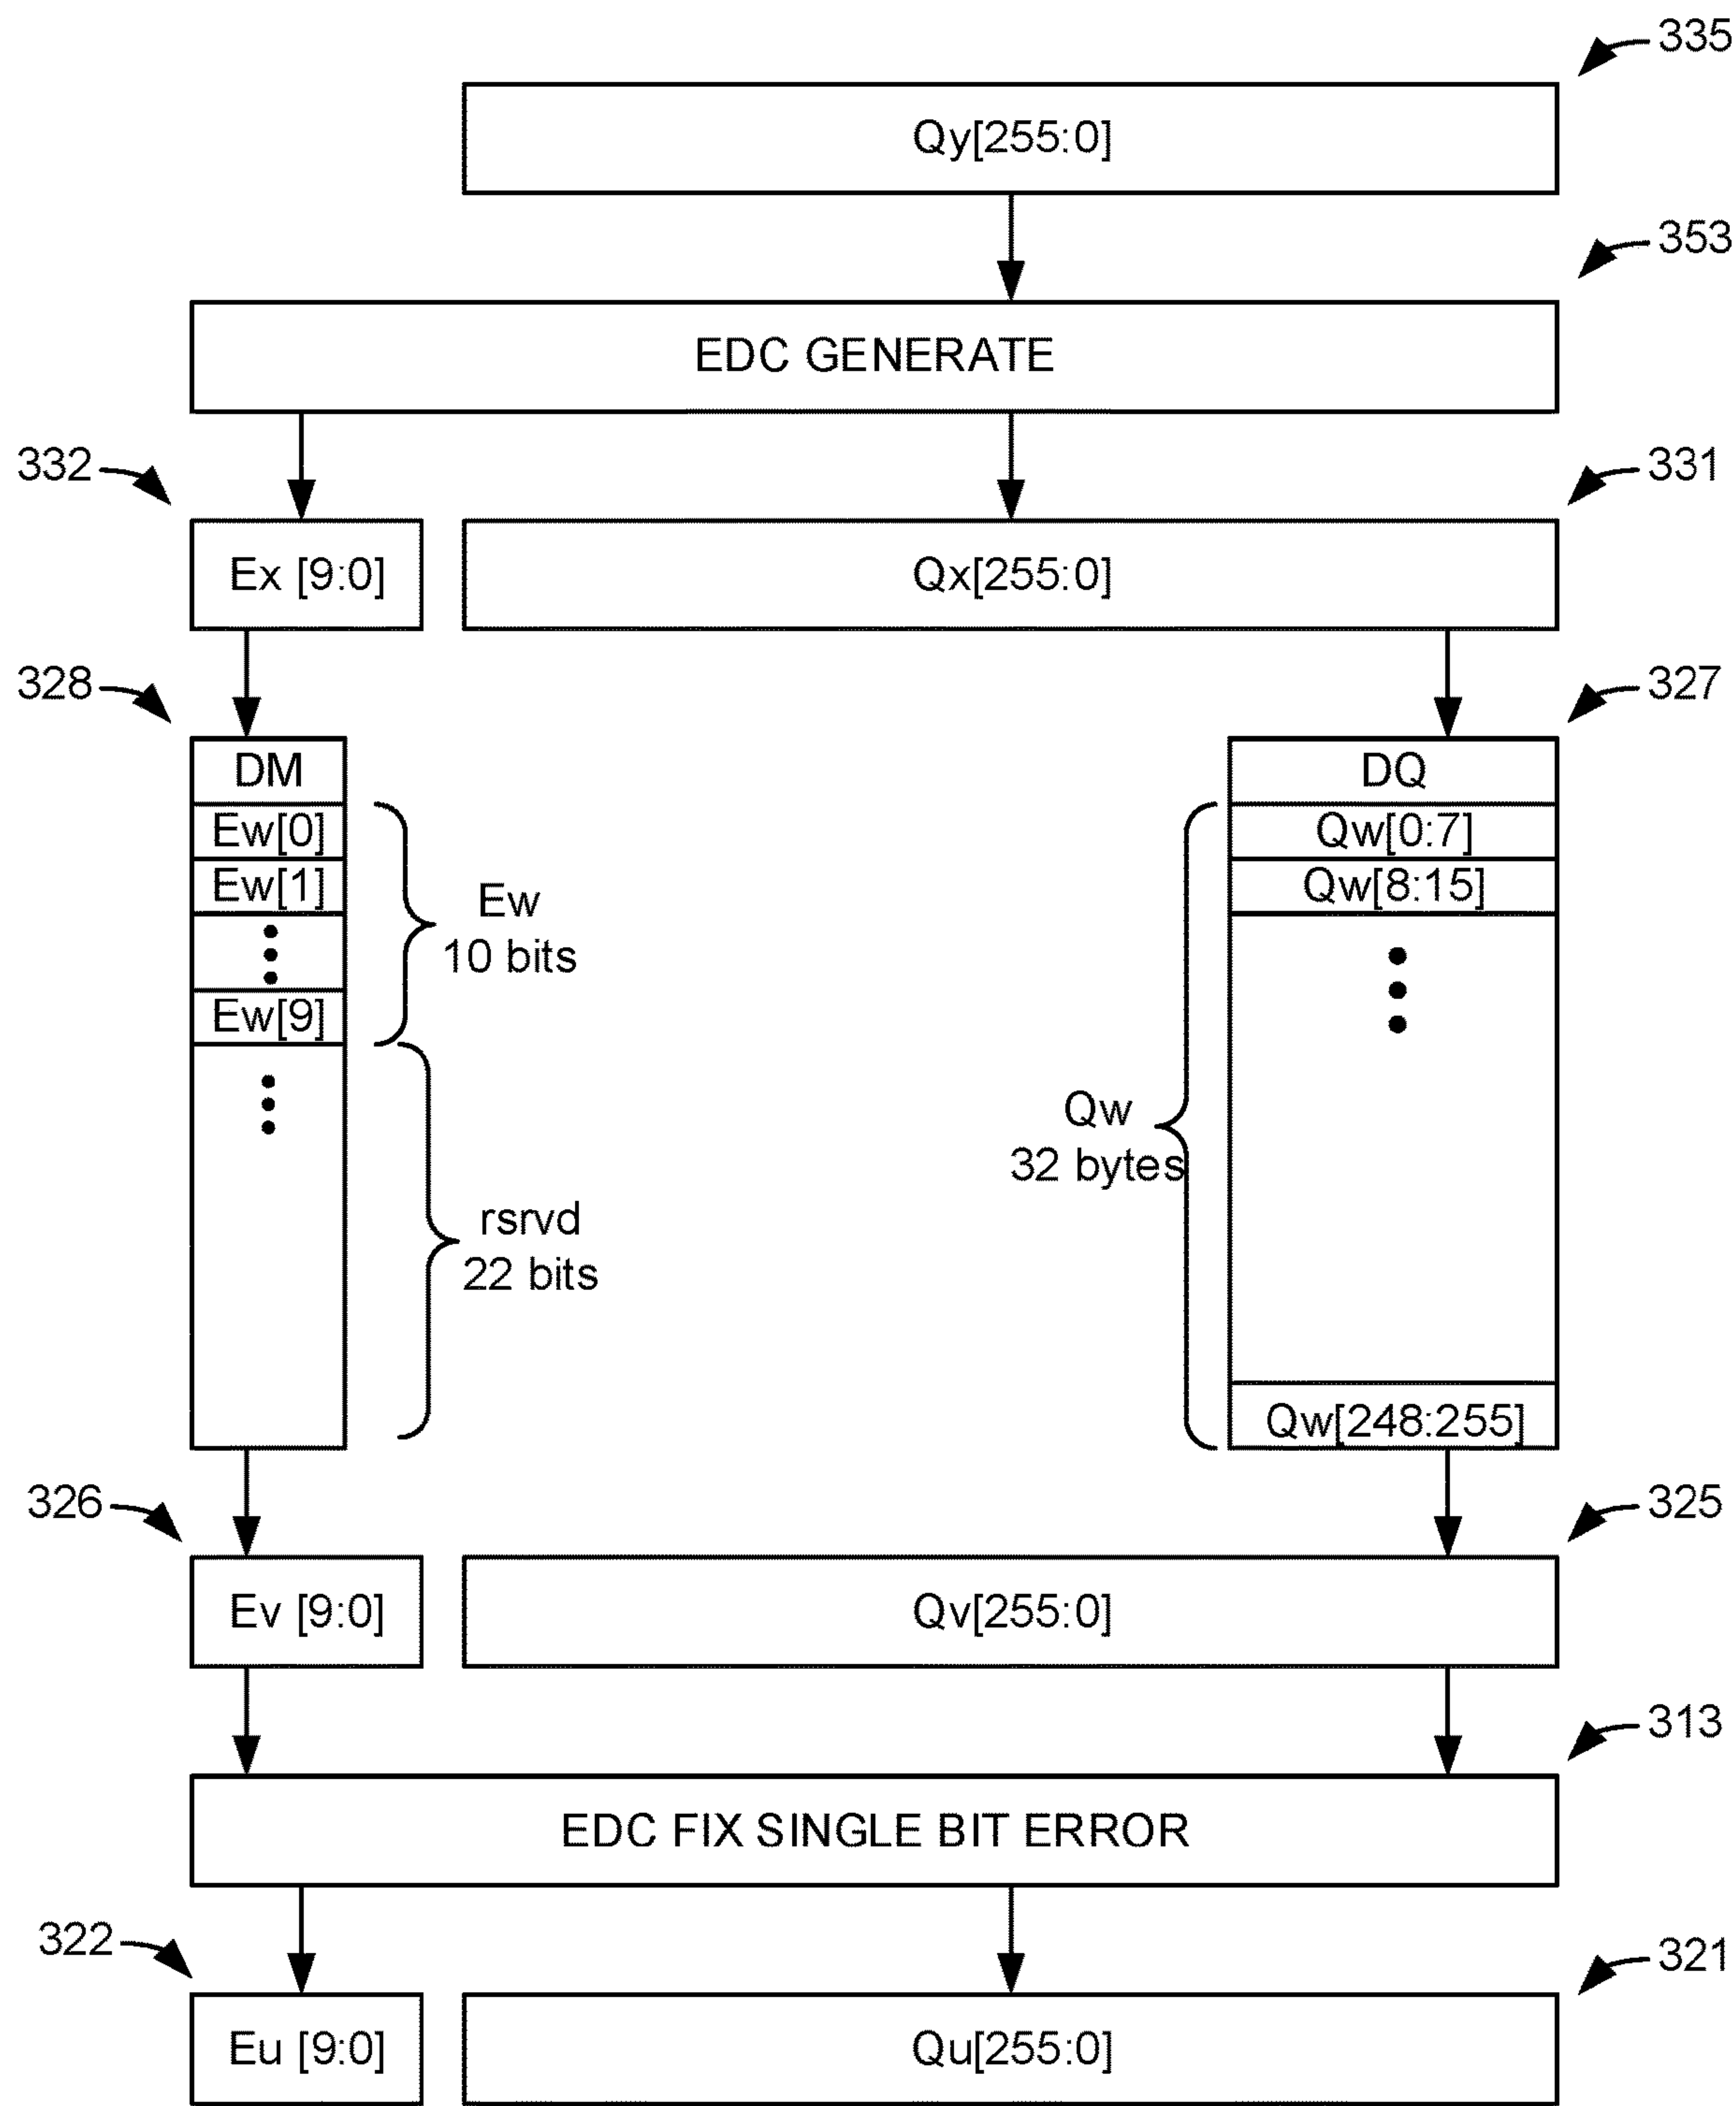 335
Qy[255:0]
353
EDC GENERATE
332
331
Ex [9:0]
Qx[255:0]
328
327
DM
DQ
Ew[0]
Qw[0:7]
Ew[1]
Qw[8:15]
Ew
10 bits
Ew[9]
Qw
32 bytes
rsrvd
22 bits
Qw[248:255]
326
325
Ev [9:0]
Qv[255:0]
313
EDC FIX SINGLE BIT ERROR
322
321
Eu [9:0]
Qu[255:0]